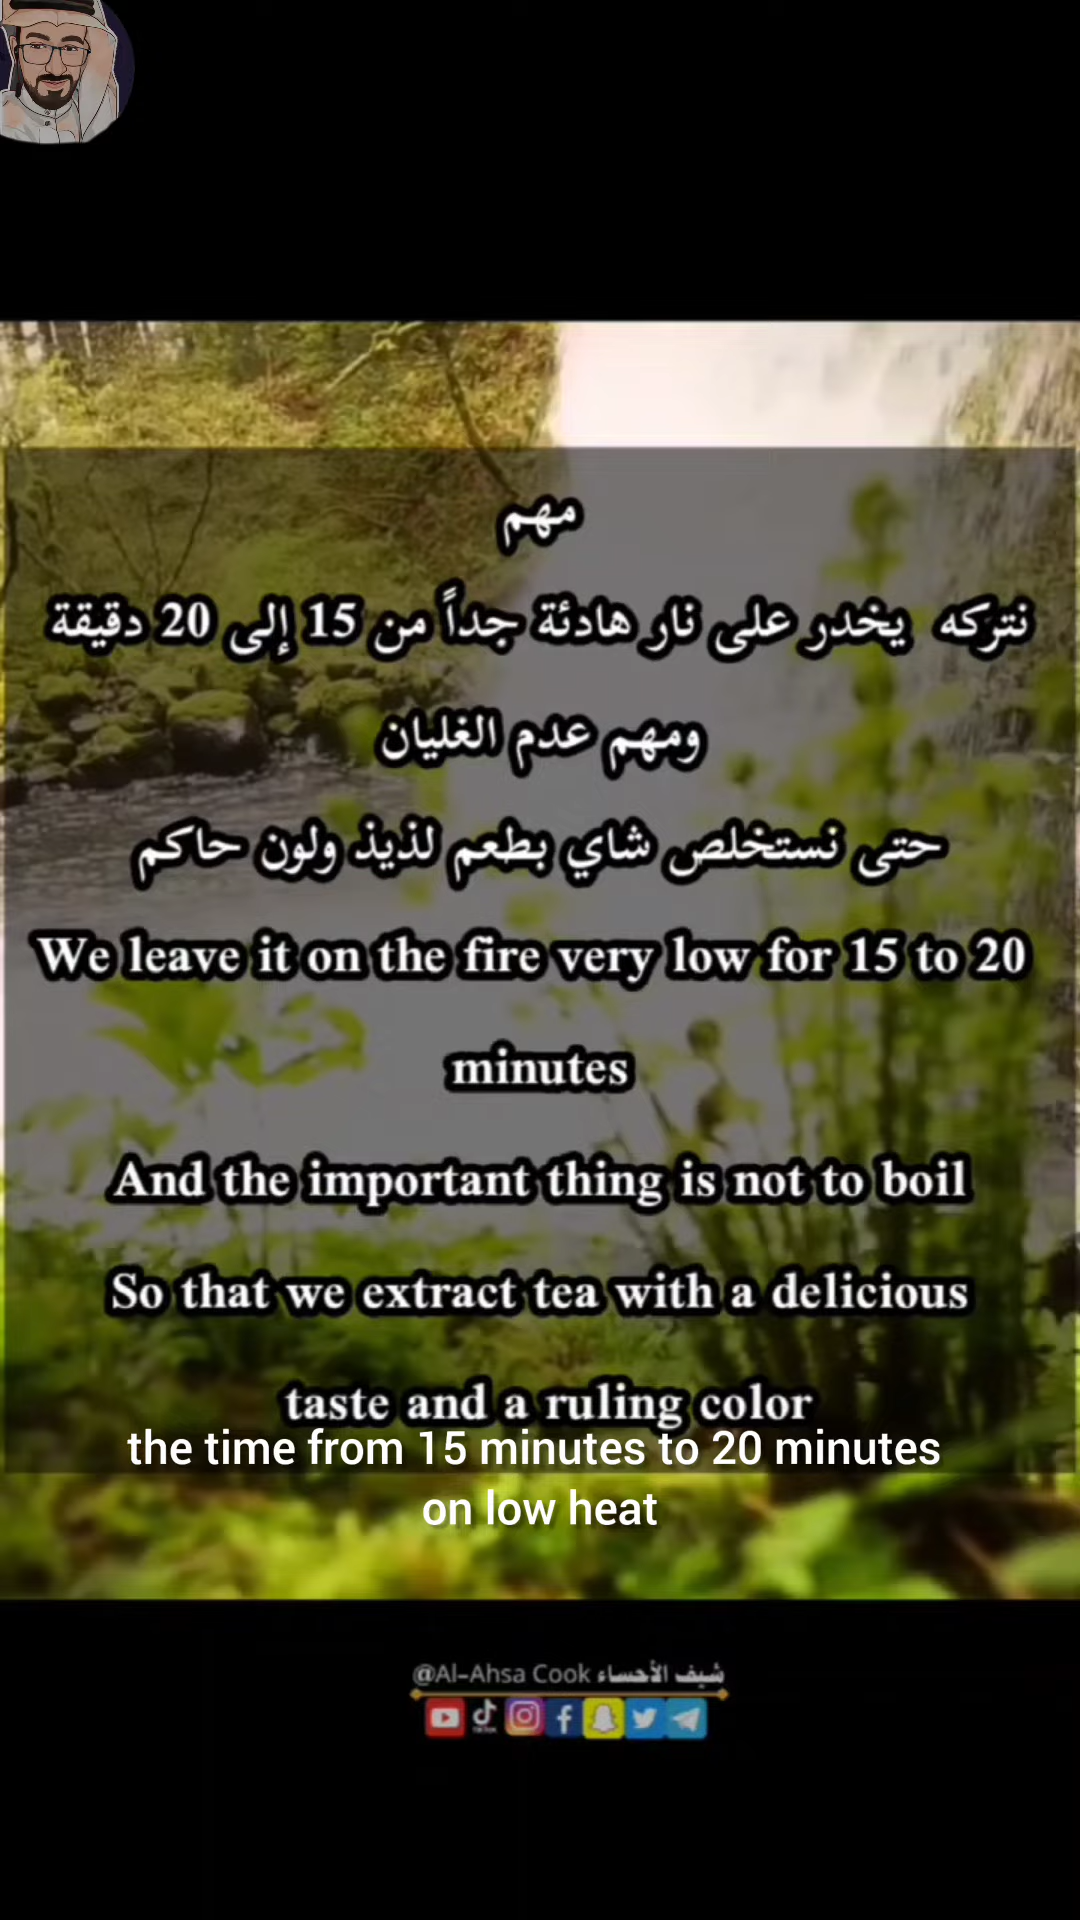 مهم
نتركه يخدر على نار هادئة جداً من 15 إلى 20 دقيقة
ومهم عدم الغليان
حتى نستخلص شاي بطعم لذيذ ولون حاكم
We leave it on the fire very low for 15 to 20
minutes
And the important thing is not to boil
So that we extract tea with a delicious
taste and a ruling color
the time from 15 minutes to 20 minutes
on low heat
@Al-Ahsa Cook شيف الأحساء
TikTok